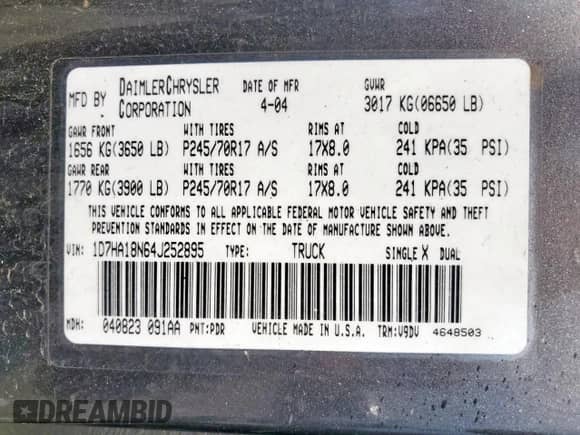 MFD BY DAIMLERCHRYSLER CORPORATION DATE OF MFR 4-04 GVWR 3017 KG(06650 LB)
GAWR FRONT WITH TIRES RIMS AT COLD
1656 KG(3650 LB) P245/70R17 A/S 17X8.0 241 KPA(35 PSI)
GAWR REAR WITH TIRES RIMS AT COLD
1770 KG(3900 LB) P245/70R17 A/S 17X8.0 241 KPA(35 PSI)
THIS VEHICLE CONFORMS TO ALL APPLICABLE FEDERAL MOTOR VEHICLE SAFETY AND THEFT
PREVENTION STANDARDS IN EFFECT ON THE DATE OF MANUFACTURE SHOWN ABOVE.
VIN: 1D7HA18N64J252895 TYPE: TRUCK SINGLE X DUAL
MDH: 040823 091AA PNT:PDR VEHICLE MADE IN U.S.A. TRM:V9DV 4648503
DREAMBID